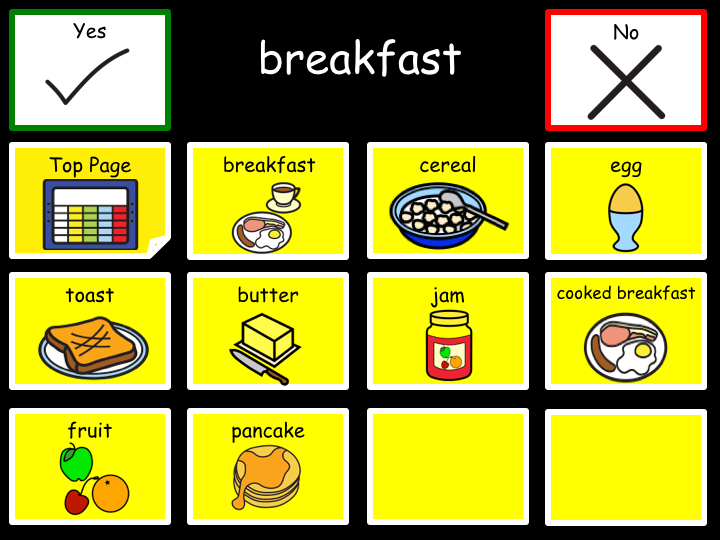 Yes
breakfast
No
Top Page
breakfast
cereal
egg
toast
butter
jam
cooked breakfast
fruit
pancake